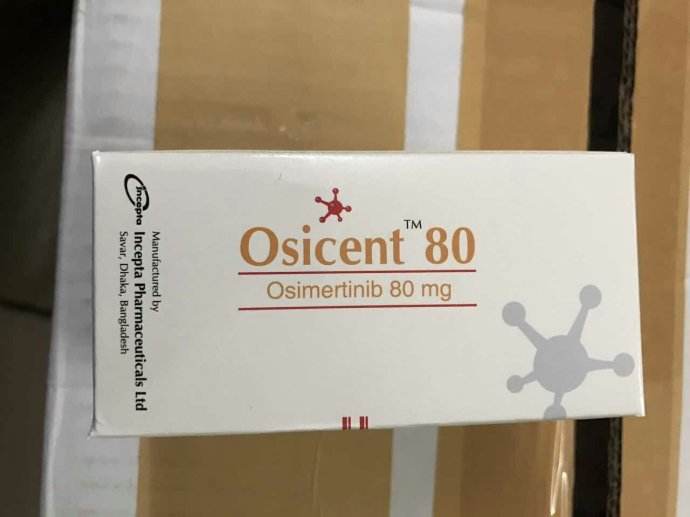 Osicent™ 80
Osimertinib 80 mg
Incepta
Manufactured by
Incepta Pharmaceuticals Ltd
Savar, Dhaka, Bangladesh